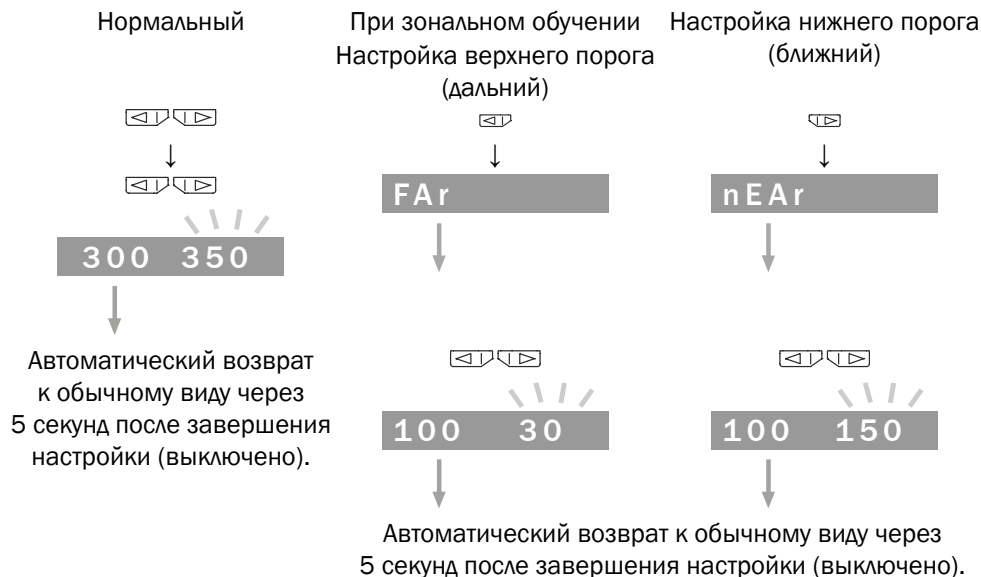 Нормальный
300 350
Автоматический возврат
к обычному виду через
5 секунд после завершения
настройки (выключено).
При зональном обучении
Настройка верхнего порога
(дальний)
FAr
100 30
Настройка нижнего порога
(ближний)
nEAr
100 150
Автоматический возврат к обычному виду через
5 секунд после завершения настройки (выключено).